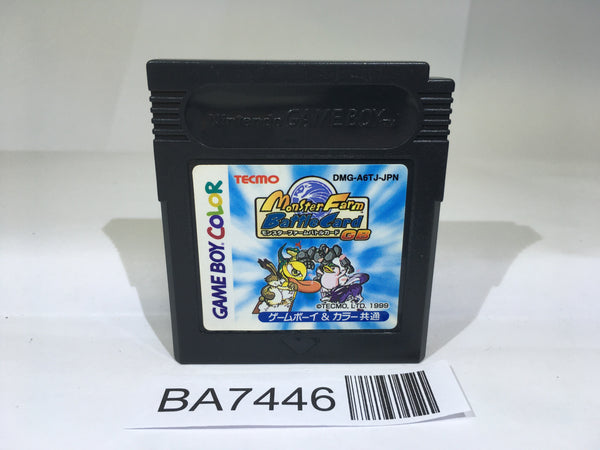 Nintendo GAME BOY™
TECMO
DMG-A6TJ-JPN
Monster Farm
Battle Card
GB
モンスターファームバトルカード
GAME BOY COLOR
©TECMO, LTD. 1999
ゲームボーイ & カラー共通
BA7446